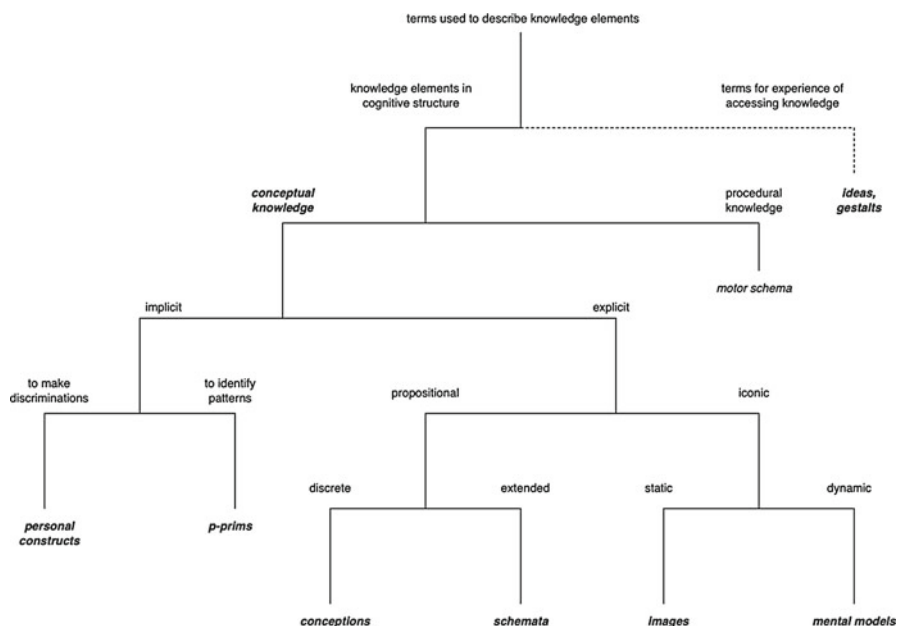 terms used to describe knowledge elements
knowledge elements in
cognitive structure
terms for experience of
accessing knowledge
conceptual
knowledge
procedural
knowledge
ideas,
gestalts
motor schema
implicit
explicit
to make
discriminations
to identify
patterns
propositional
iconic
discrete
extended
static
dynamic
personal
constructs
p-prims
conceptions
schemata
images
mental models